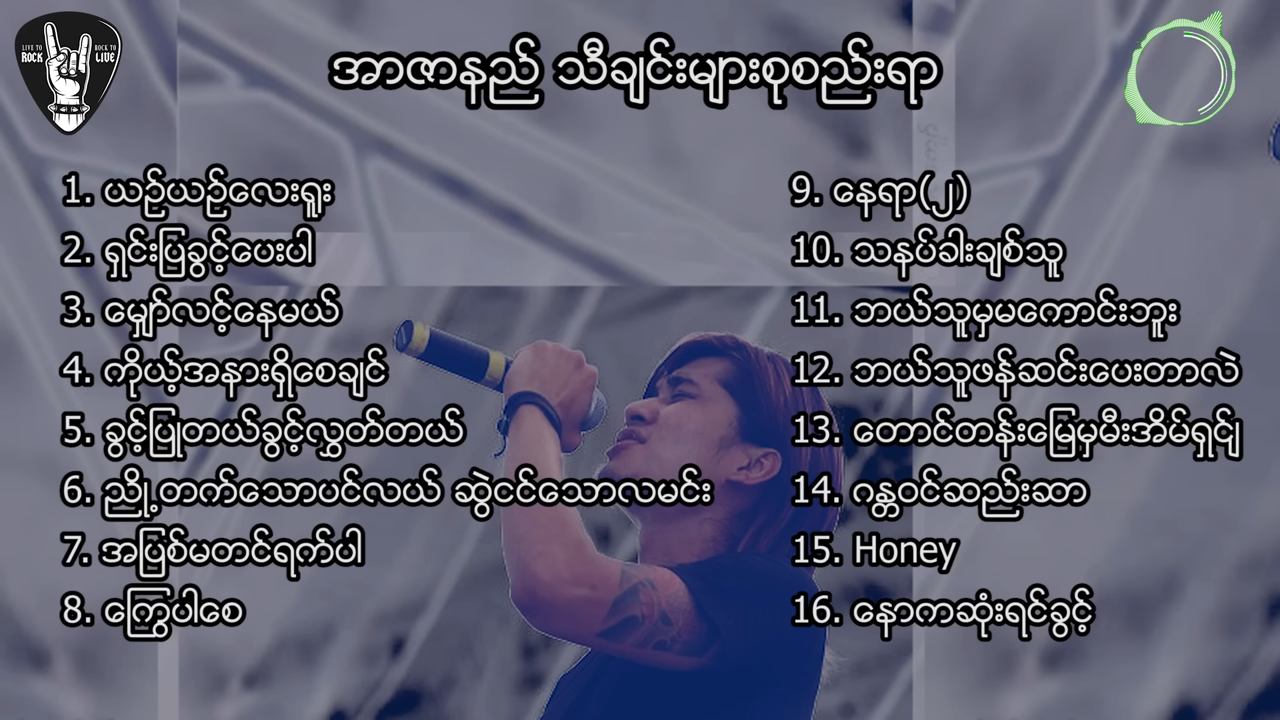 LIVE TO ROCK
ROCK TO LIVE
အာဇာနည် သီချင်းများစုစည်းရာ
1. ယဉ်ယဉ်လေးရူး
2. ရှင်းပြခွင့်ပေးပါ
3. မျှော်လင့်နေမယ်
4. ကိုယ့်အနားရှိစေချင်
5. ခွင့်ပြုတယ်ခွင့်လွှတ်တယ်
6. ညှို့တက်သောပင်လယ် ဆွဲငင်သောလမင်း
7. အပြစ်မတင်ရက်ပါ
8. ကြွေပါစေ
9. နေရာ(၂)
10. သနပ်ခါးချစ်သူ
11. ဘယ်သူမှမကောင်းဘူး
12. ဘယ်သူဖန်ဆင်းပေးတာလဲ
13. တောင်တန်းမြေမှမီးအိမ်ရှင်
14. ဂန္တဝင်ဆည်းဆာ
15. Honey
16. နောကဆုံးရင်ခွင့်